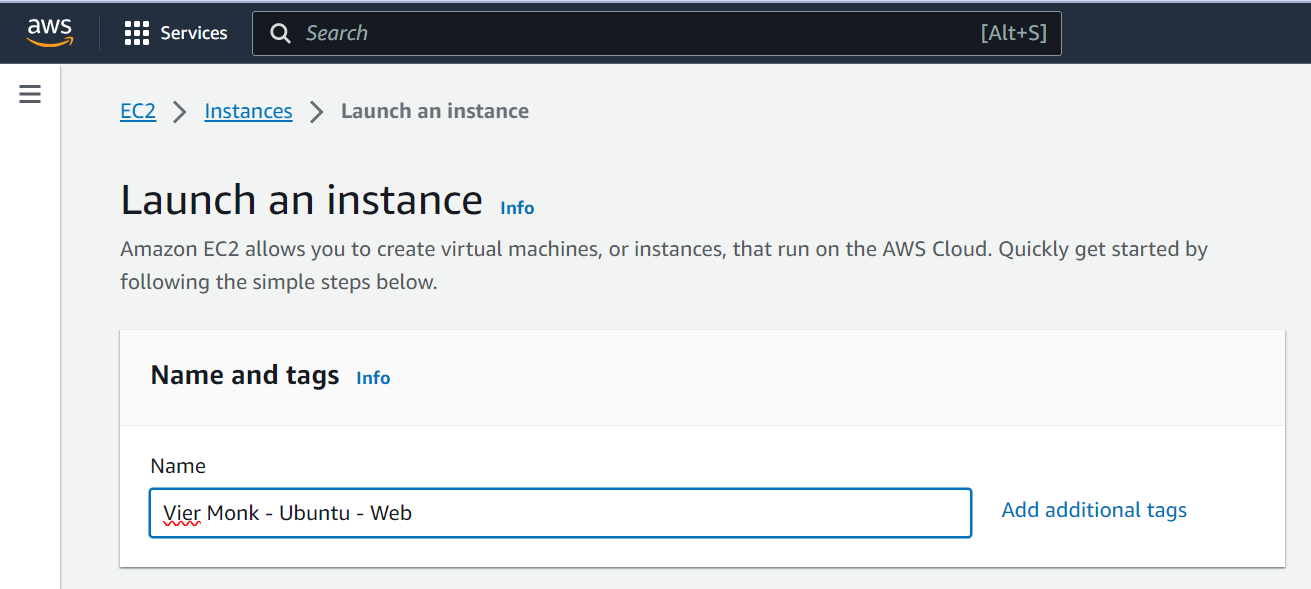 aws Services Search [Alt+S]
EC2 Instances Launch an instance
Launch an instance Info
Amazon EC2 allows you to create virtual machines, or instances, that run on the AWS Cloud. Quickly get started by
following the simple steps below.
Name and tags Info
Name
Vier Monk - Ubuntu - Web Add additional tags